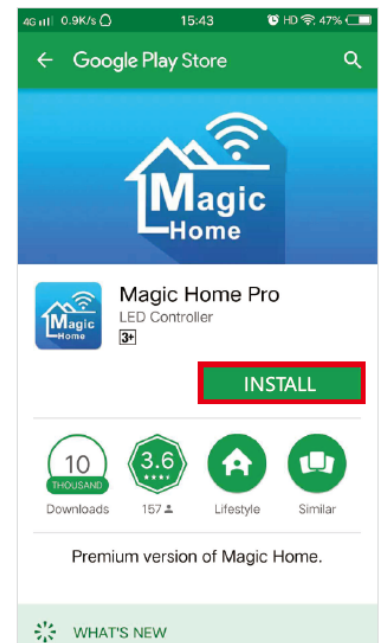 4G 0.9K/s 15:43 HD 47%
Google Play Store
Magic
Home
Magic
Home
Magic Home Pro
LED Controller
3+
INSTALL
10
THOUSAND
3.6
Downloads 157 Lifestyle Similar
Premium version of Magic Home.
WHAT'S NEW